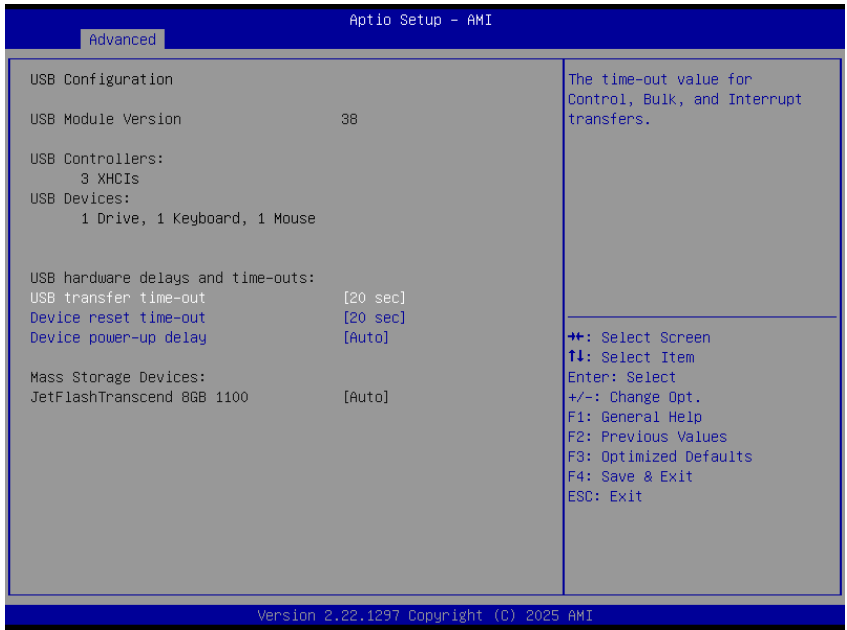 Aptio Setup - AMI
Advanced
USB Configuration
USB Module Version 38
USB Controllers:
3 XHCIs
USB Devices:
1 Drive, 1 Keyboard, 1 Mouse
USB hardware delays and time-outs:
USB transfer time-out [20 sec]
Device reset time-out [20 sec]
Device power-up delay [Auto]
Mass Storage Devices:
JetFlashTranscend 8GB 1100 [Auto]
The time-out value for
Control, Bulk, and Interrupt
transfers.
→←: Select Screen
↑↓: Select Item
Enter: Select
+/-: Change Opt.
F1: General Help
F2: Previous Values
F3: Optimized Defaults
F4: Save & Exit
ESC: Exit
Version 2.22.1297 Copyright (C) 2025 AMI